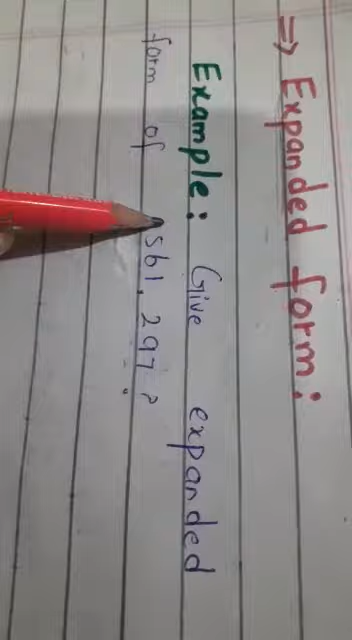 => Expanded form:
Example: Give expanded
form of 561,297?